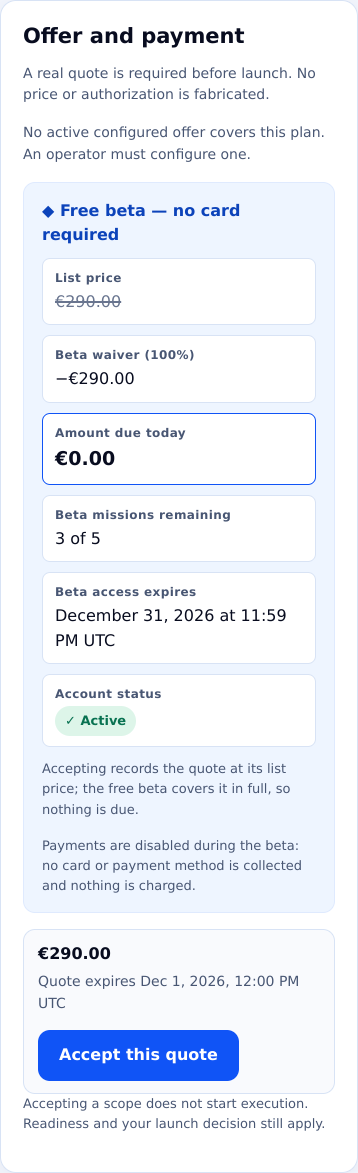 Offer and payment
A real quote is required before launch. No
price or authorization is fabricated.
No active configured offer covers this plan.
An operator must configure one.
◆ Free beta — no card
required
List price
€290.00
Beta waiver (100%)
−€290.00
Amount due today
€0.00
Beta missions remaining
3 of 5
Beta access expires
December 31, 2026 at 11:59
PM UTC
Account status
✓ Active
Accepting records the quote at its list
price; the free beta covers it in full, so
nothing is due.
Payments are disabled during the beta:
no card or payment method is collected
and nothing is charged.
€290.00
Quote expires Dec 1, 2026, 12:00 PM
UTC
Accept this quote
Accepting a scope does not start execution.
Readiness and your launch decision still apply.